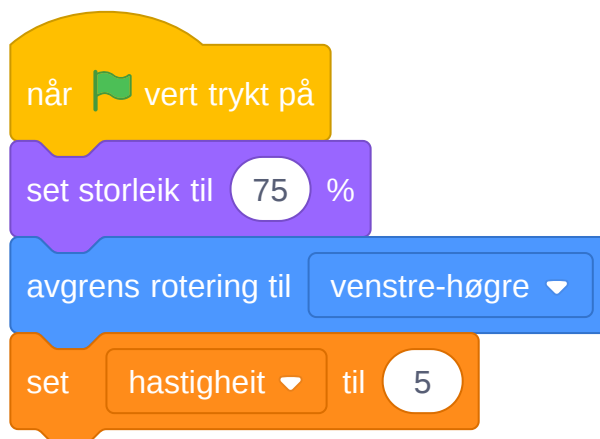 når vert trykt på
set storleik til 75 %
avgrens rotering til venstre-høgre
set hastigheit til 5